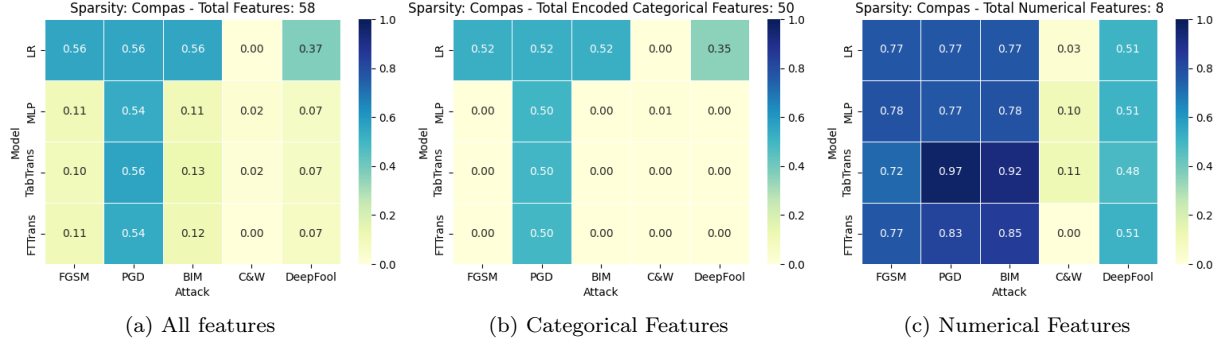 Sparsity: Compas - Total Features: 58
Model
LR
0.56 0.56 0.56 0.00 0.37
MLP
0.11 0.54 0.11 0.02 0.07
TabTrans
0.10 0.56 0.13 0.02 0.07
FTTrans
0.11 0.54 0.12 0.00 0.07
FGSM PGD BIM C&W DeepFool
Attack
1.0
0.8
0.6
0.4
0.2
0.0
(a) All features
Sparsity: Compas - Total Encoded Categorical Features: 50
Model
LR
0.52 0.52 0.52 0.00 0.35
MLP
0.00 0.50 0.00 0.01 0.00
TabTrans
0.00 0.50 0.00 0.00 0.00
FTTrans
0.00 0.50 0.00 0.00 0.00
FGSM PGD BIM C&W DeepFool
Attack
1.0
0.8
0.6
0.4
0.2
0.0
(b) Categorical Features
Sparsity: Compas - Total Numerical Features: 8
Model
LR
0.77 0.77 0.77 0.03 0.51
MLP
0.78 0.77 0.78 0.10 0.51
TabTrans
0.72 0.97 0.92 0.11 0.48
FTTrans
0.77 0.83 0.85 0.00 0.51
FGSM PGD BIM C&W DeepFool
Attack
1.0
0.8
0.6
0.4
0.2
0.0
(c) Numerical Features